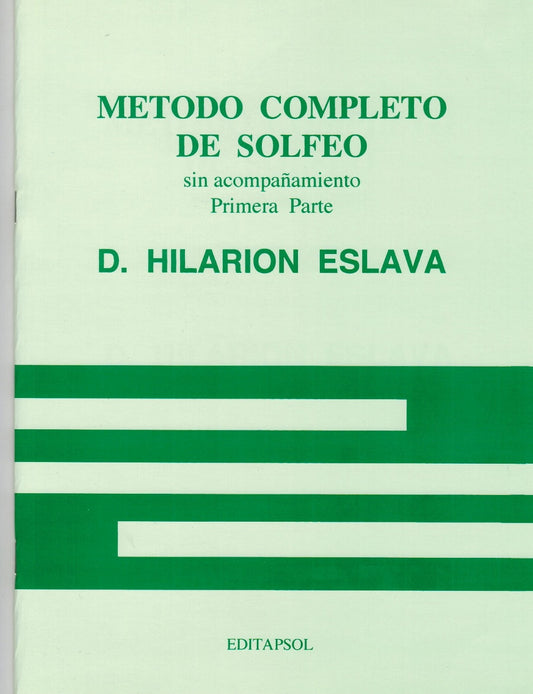 METODO COMPLETO
DE SOLFEO
sin acompañamiento
Primera Parte
D. HILARION ESLAVA
EDITAPSOL